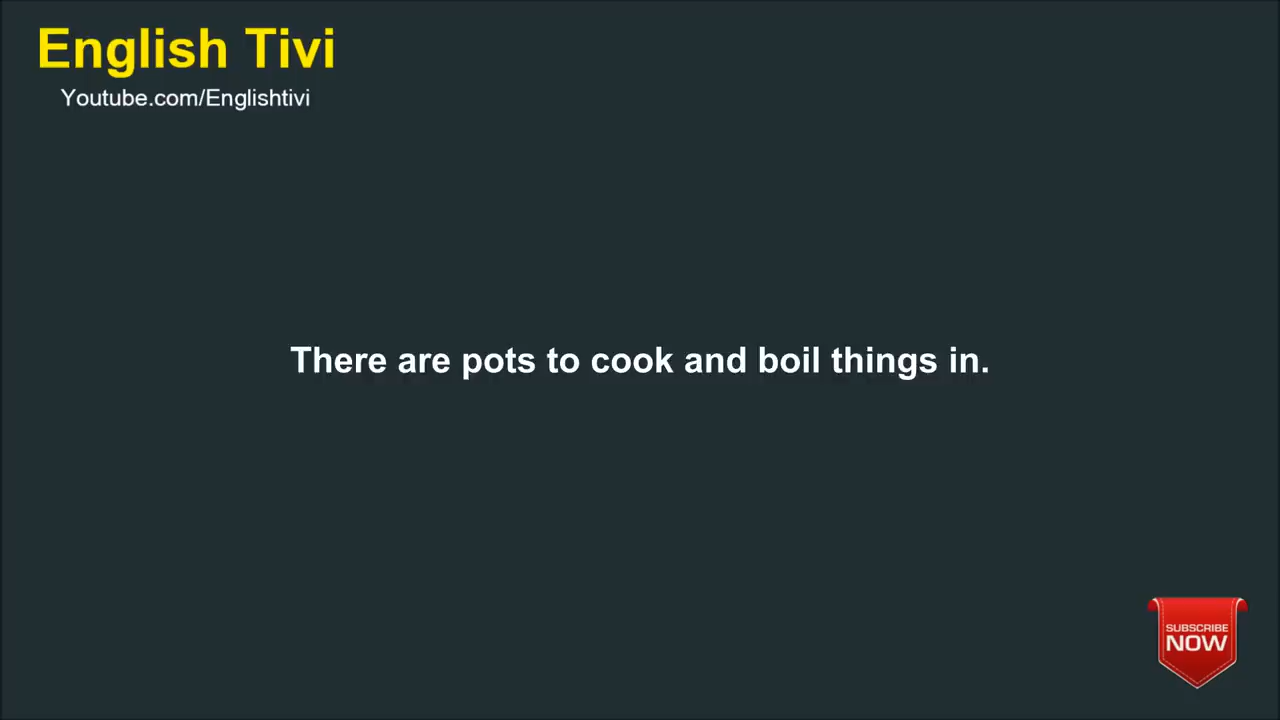 English Tivi
Youtube.com/Englishtivi
There are pots to cook and boil things in.
SUBSCRIBE
NOW